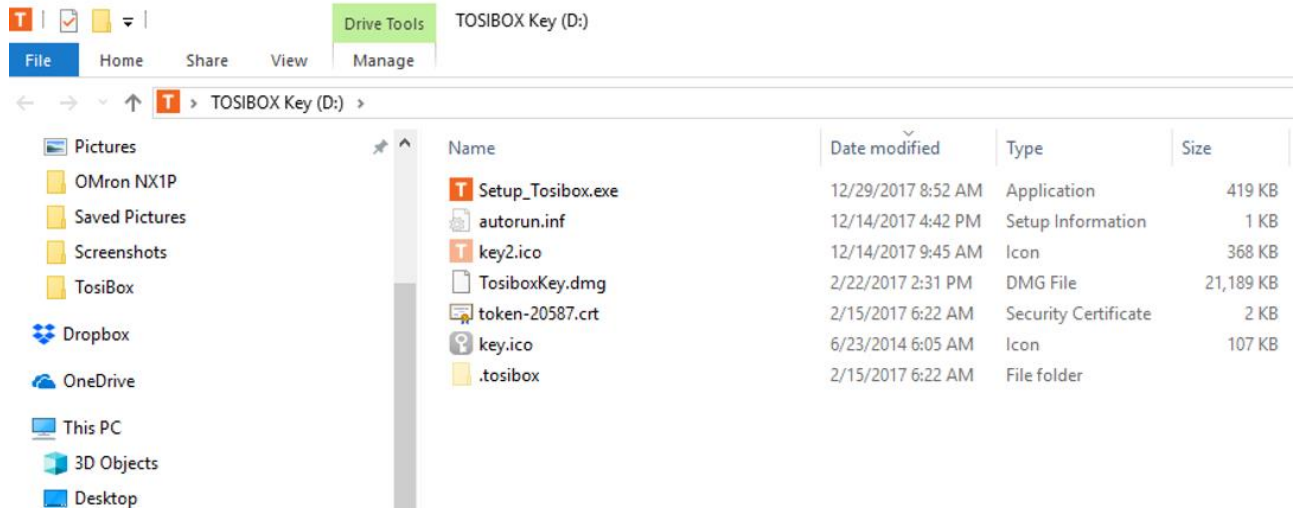 T Drive Tools TOSIBOX Key (D:)
File Home Share View Manage
T > TOSIBOX Key (D:) >
Pictures
OMron NX1P
Saved Pictures
Screenshots
TosiBox
Dropbox
OneDrive
This PC
3D Objects
Desktop
Name Date modified Type Size
T Setup_Tosibox.exe 12/29/2017 8:52 AM Application 419 KB
autorun.inf 12/14/2017 4:42 PM Setup Information 1 KB
T key2.ico 12/14/2017 9:45 AM Icon 368 KB
TosiboxKey.dmg 2/22/2017 2:31 PM DMG File 21,189 KB
token-20587.crt 2/15/2017 6:22 AM Security Certificate 2 KB
key.ico 6/23/2014 6:05 AM Icon 107 KB
.tosibox 2/15/2017 6:22 AM File folder